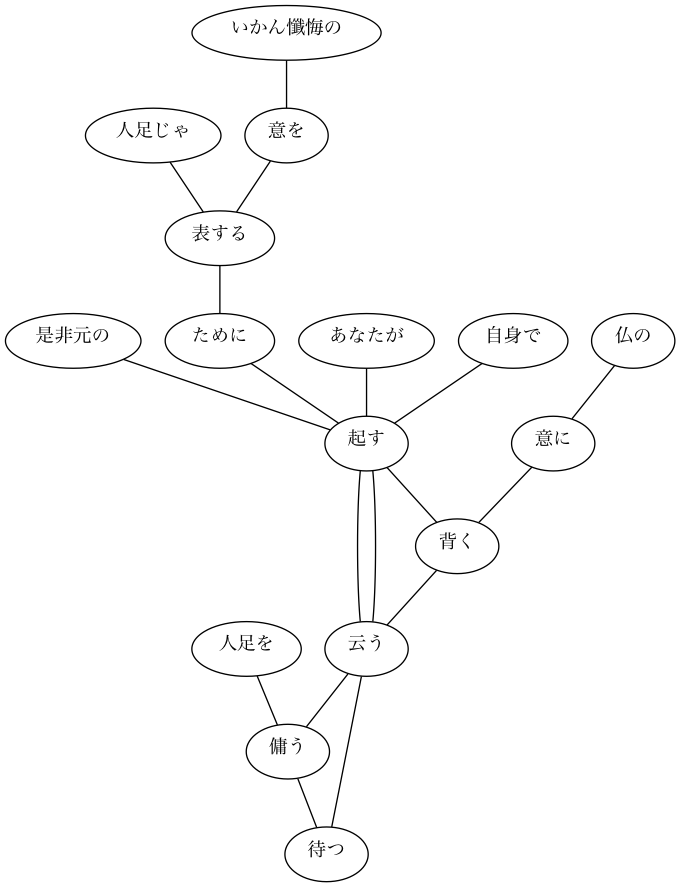 いかん懺悔の
人足じゃ
意を
表する
是非元の
ために
あなたが
自身で
仏の
起す
意に
背く
人足を
云う
傭う
待つ